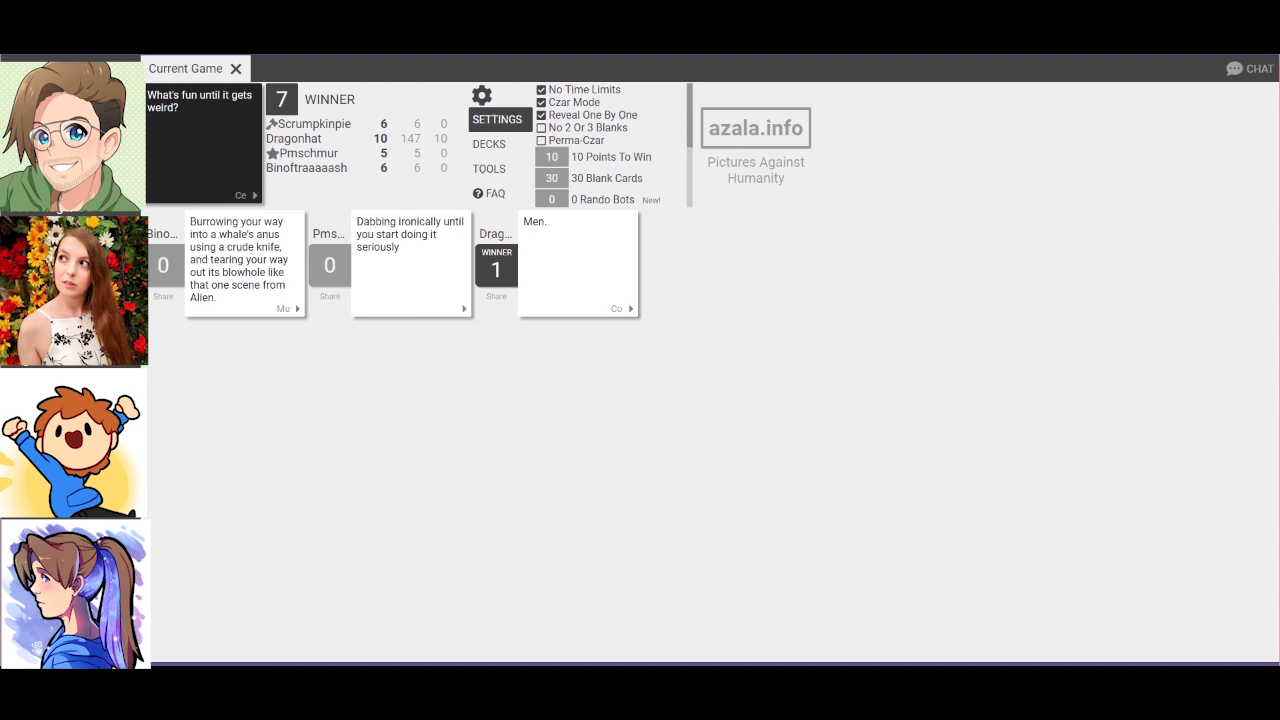 Current Game
CHAT
What's fun until it gets
weird?
Ce
7 WINNER
Scrumpkinpie 6 6 0
Dragonhat 10 147 10
Pmschmur 5 5 0
Binoftraaaaash 6 6 0
SETTINGS
DECKS
TOOLS
FAQ
No Time Limits
Czar Mode
Reveal One By One
No 2 Or 3 Blanks
Perma-Czar
10 10 Points To Win
30 30 Blank Cards
0 0 Rando Bots New!
azala.info
Pictures Against
Humanity
Bino...
0
Share
Burrowing your way
into a whale's anus
using a crude knife,
and tearing your way
out its blowhole like
that one scene from
Alien.
Mu
Pms...
0
Share
Dabbing ironically until
you start doing it
seriously
Drag...
WINNER
1
Share
Men.
Co